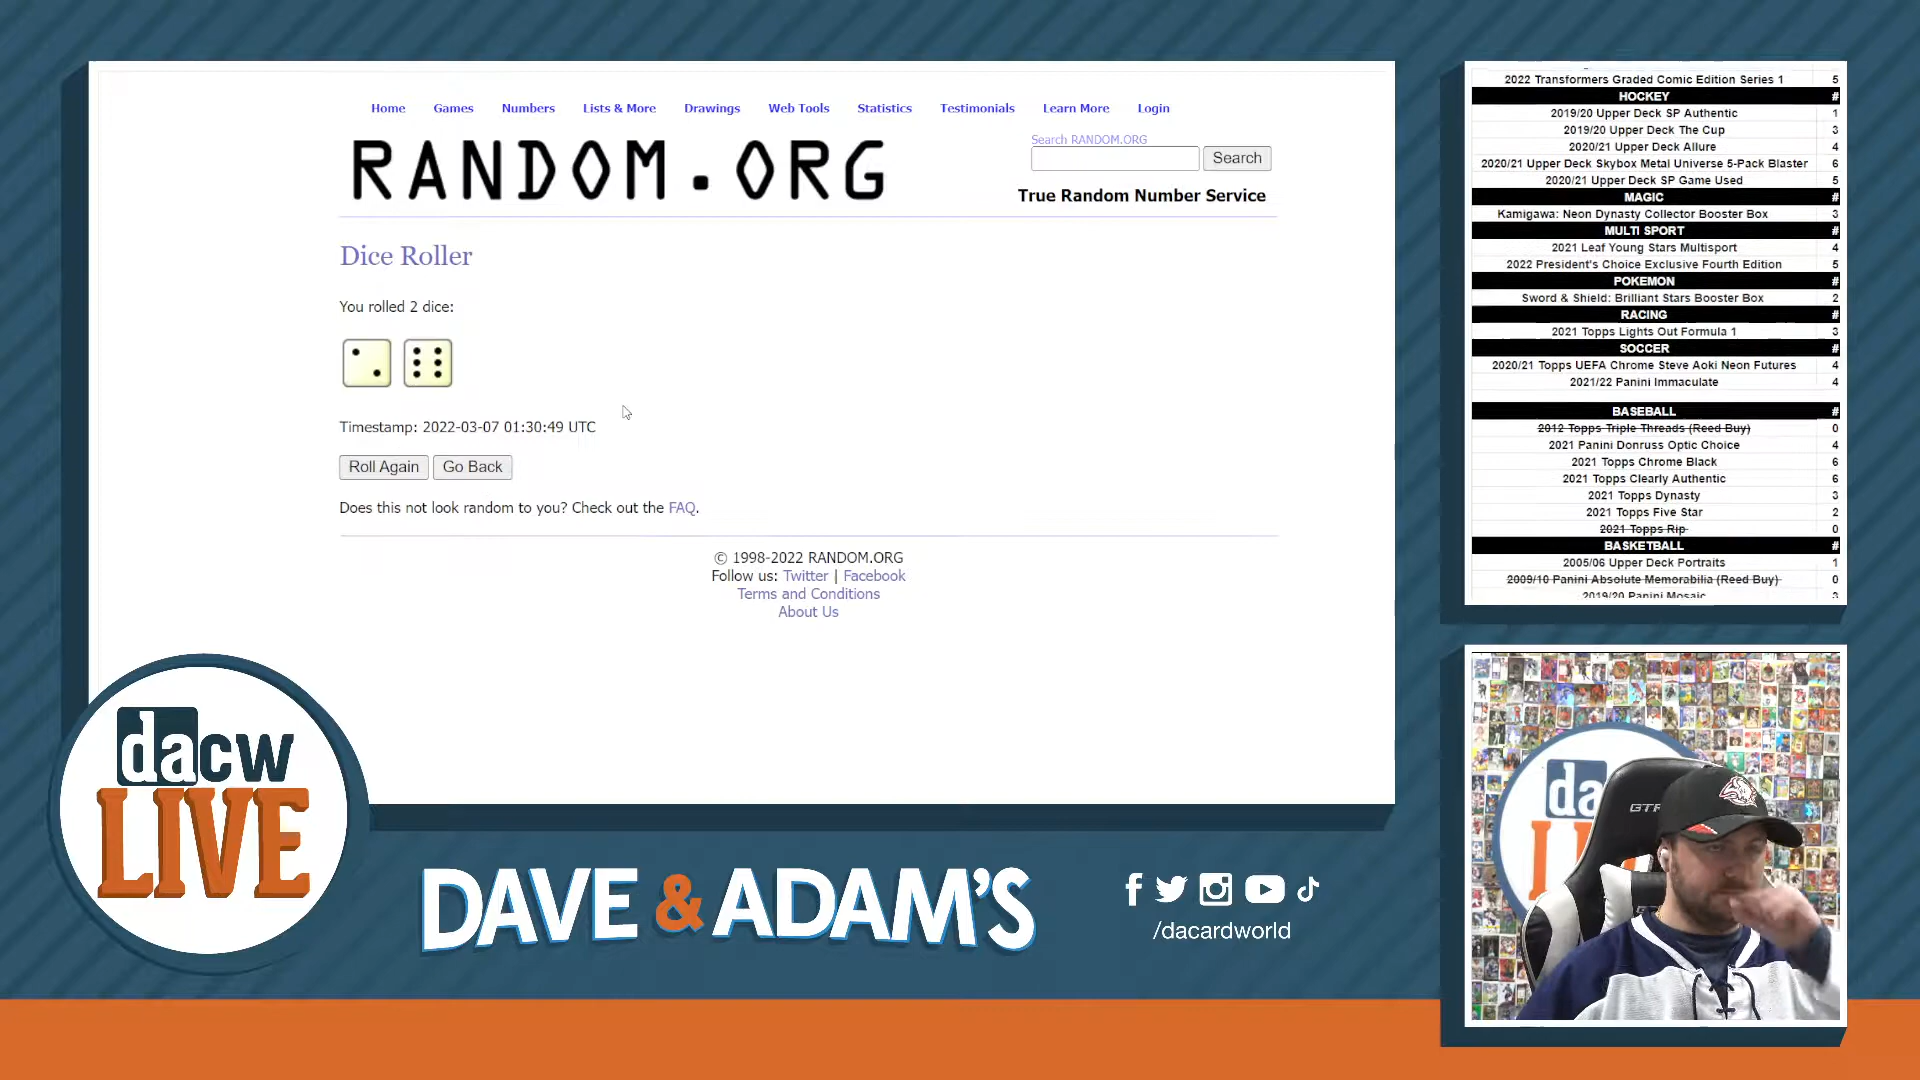 Home Games Numbers Lists & More Drawings Web Tools Statistics Testimonials Learn More Login
RANDOM.ORG
Search RANDOM.ORG
Search
True Random Number Service
Dice Roller
You rolled 2 dice:
Timestamp: 2022-03-07 01:30:49 UTC
Roll Again Go Back
Does this not look random to you? Check out the FAQ.
© 1998-2022 RANDOM.ORG
Follow us: Twitter | Facebook
Terms and Conditions
About Us
2022 Transformers Graded Comic Edition Series 1 5
HOCKEY #
2019/20 Upper Deck SP Authentic 1
2019/20 Upper Deck The Cup 3
2020/21 Upper Deck Allure 4
2020/21 Upper Deck Skybox Metal Universe 5-Pack Blaster 6
2020/21 Upper Deck SP Game Used 5
MAGIC #
Kamigawa: Neon Dynasty Collector Booster Box 3
MULTI SPORT #
2021 Leaf Young Stars Multisport 4
2022 President's Choice Exclusive Fourth Edition 5
POKEMON #
Sword & Shield: Brilliant Stars Booster Box 2
RACING #
2021 Topps Lights Out Formula 1 3
SOCCER #
2020/21 Topps UEFA Chrome Steve Aoki Neon Futures 4
2021/22 Panini Immaculate 4
BASEBALL #
2012 Topps Triple Threads (Reed Buy) 0
2021 Panini Donruss Optic Choice 4
2021 Topps Chrome Black 6
2021 Topps Clearly Authentic 6
2021 Topps Dynasty 3
2021 Topps Five Star 2
2021 Topps Rip 0
BASKETBALL #
2005/06 Upper Deck Portraits 1
2009/10 Panini Absolute Memorabilia (Reed Buy) 0
2019/20 Panini Mosaic 3
dacw
LIVE
DAVE & ADAM'S
/dacardworld
da
GTR